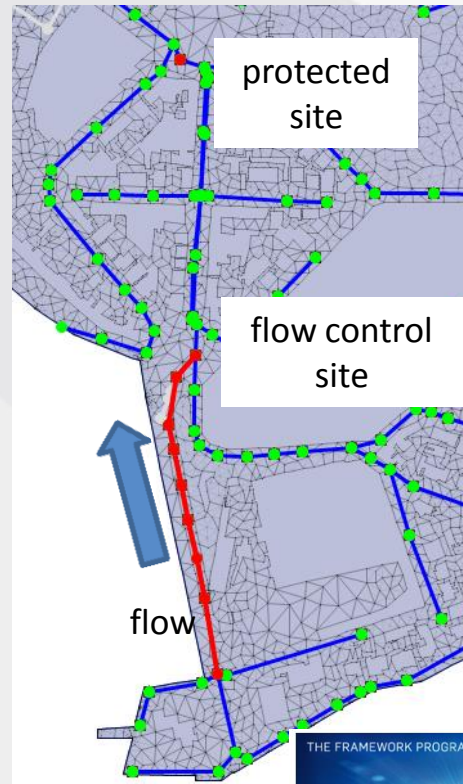 protected
site
flow control
site
flow
THE FRAMEWORK PROGRA